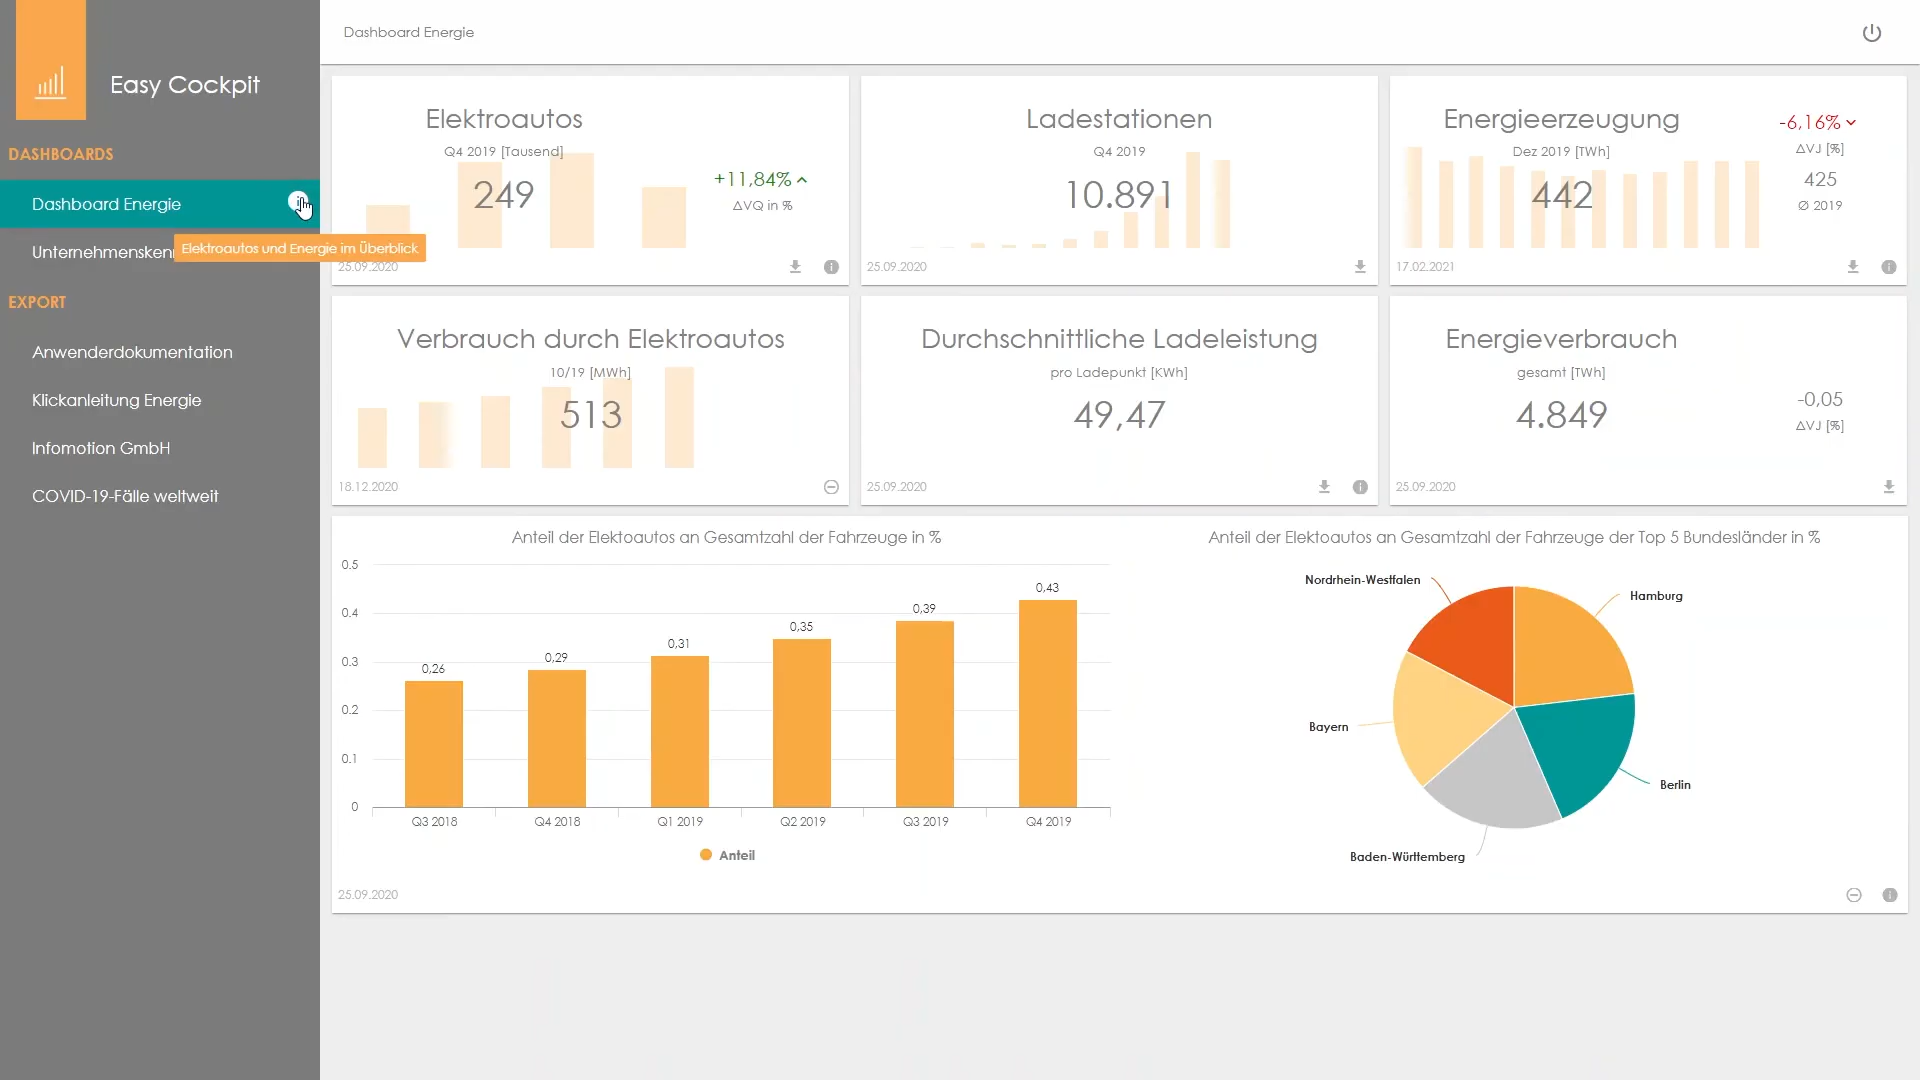 Dashboard Energie
Easy Cockpit
DASHBOARDS
Dashboard Energie
Elektroautos und Energie im Überblick
EXPORT
Anwenderdokumentation
Klickanleitung Energie
Infomotion GmbH
COVID-19-Fälle weltweit
Elektroautos
Q4 2019 [Tausend]
249
+11,84%
ΔVQ in %
25.09.2020
Ladestationen
Q4 2019
10.891
25.09.2020
Energieerzeugung
Dez 2019 [TWh]
442
-6,16%
ΔVJ [%]
425
Ø 2019
17.02.2021
Verbrauch durch Elektroautos
10/19 [MWh]
513
18.12.2020
Durchschnittliche Ladeleistung
pro Ladepunkt [KWh]
49,47
25.09.2020
Energieverbrauch
gesamt [TWh]
4.849
-0,05
ΔVJ [%]
25.09.2020
Anteil der Elektoautos an Gesamtzahl der Fahrzeuge in %
0.5
0.4
0.3
0.2
0.1
0
0,26
0,29
0,31
0,35
0,39
0,43
Q3 2018
Q4 2018
Q1 2019
Q2 2019
Q3 2019
Q4 2019
Anteil
25.09.2020
Anteil der Elektoautos an Gesamtzahl der Fahrzeuge der Top 5 Bundesländer in %
Nordrhein-Westfalen
Hamburg
Bayern
Berlin
Baden-Württemberg